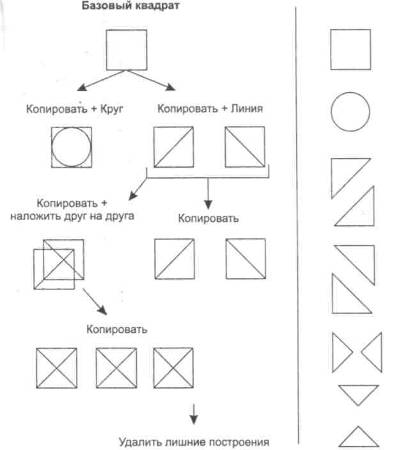 Базовый квадрат
Копировать + Круг
Копировать + Линия
Копировать +
наложить друг на друга
Копировать
Копировать
Удалить лишние построения